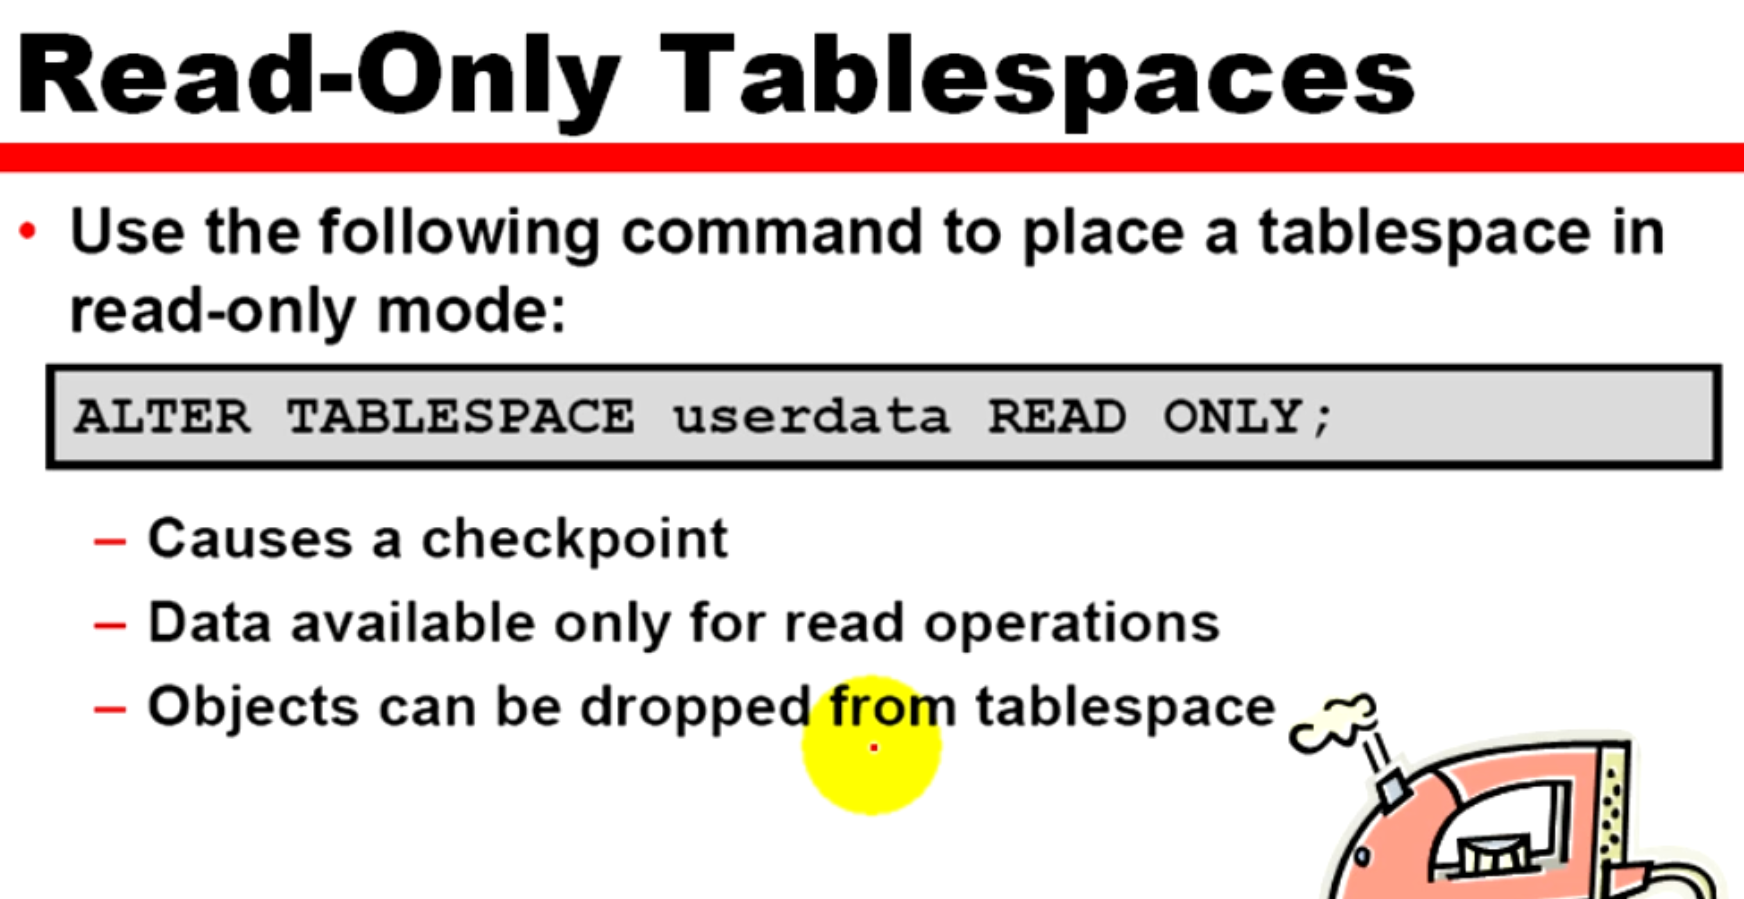 Read-Only Tablespaces
• Use the following command to place a tablespace in
read-only mode:
ALTER TABLESPACE userdata READ ONLY;
– Causes a checkpoint
– Data available only for read operations
– Objects can be dropped from tablespace